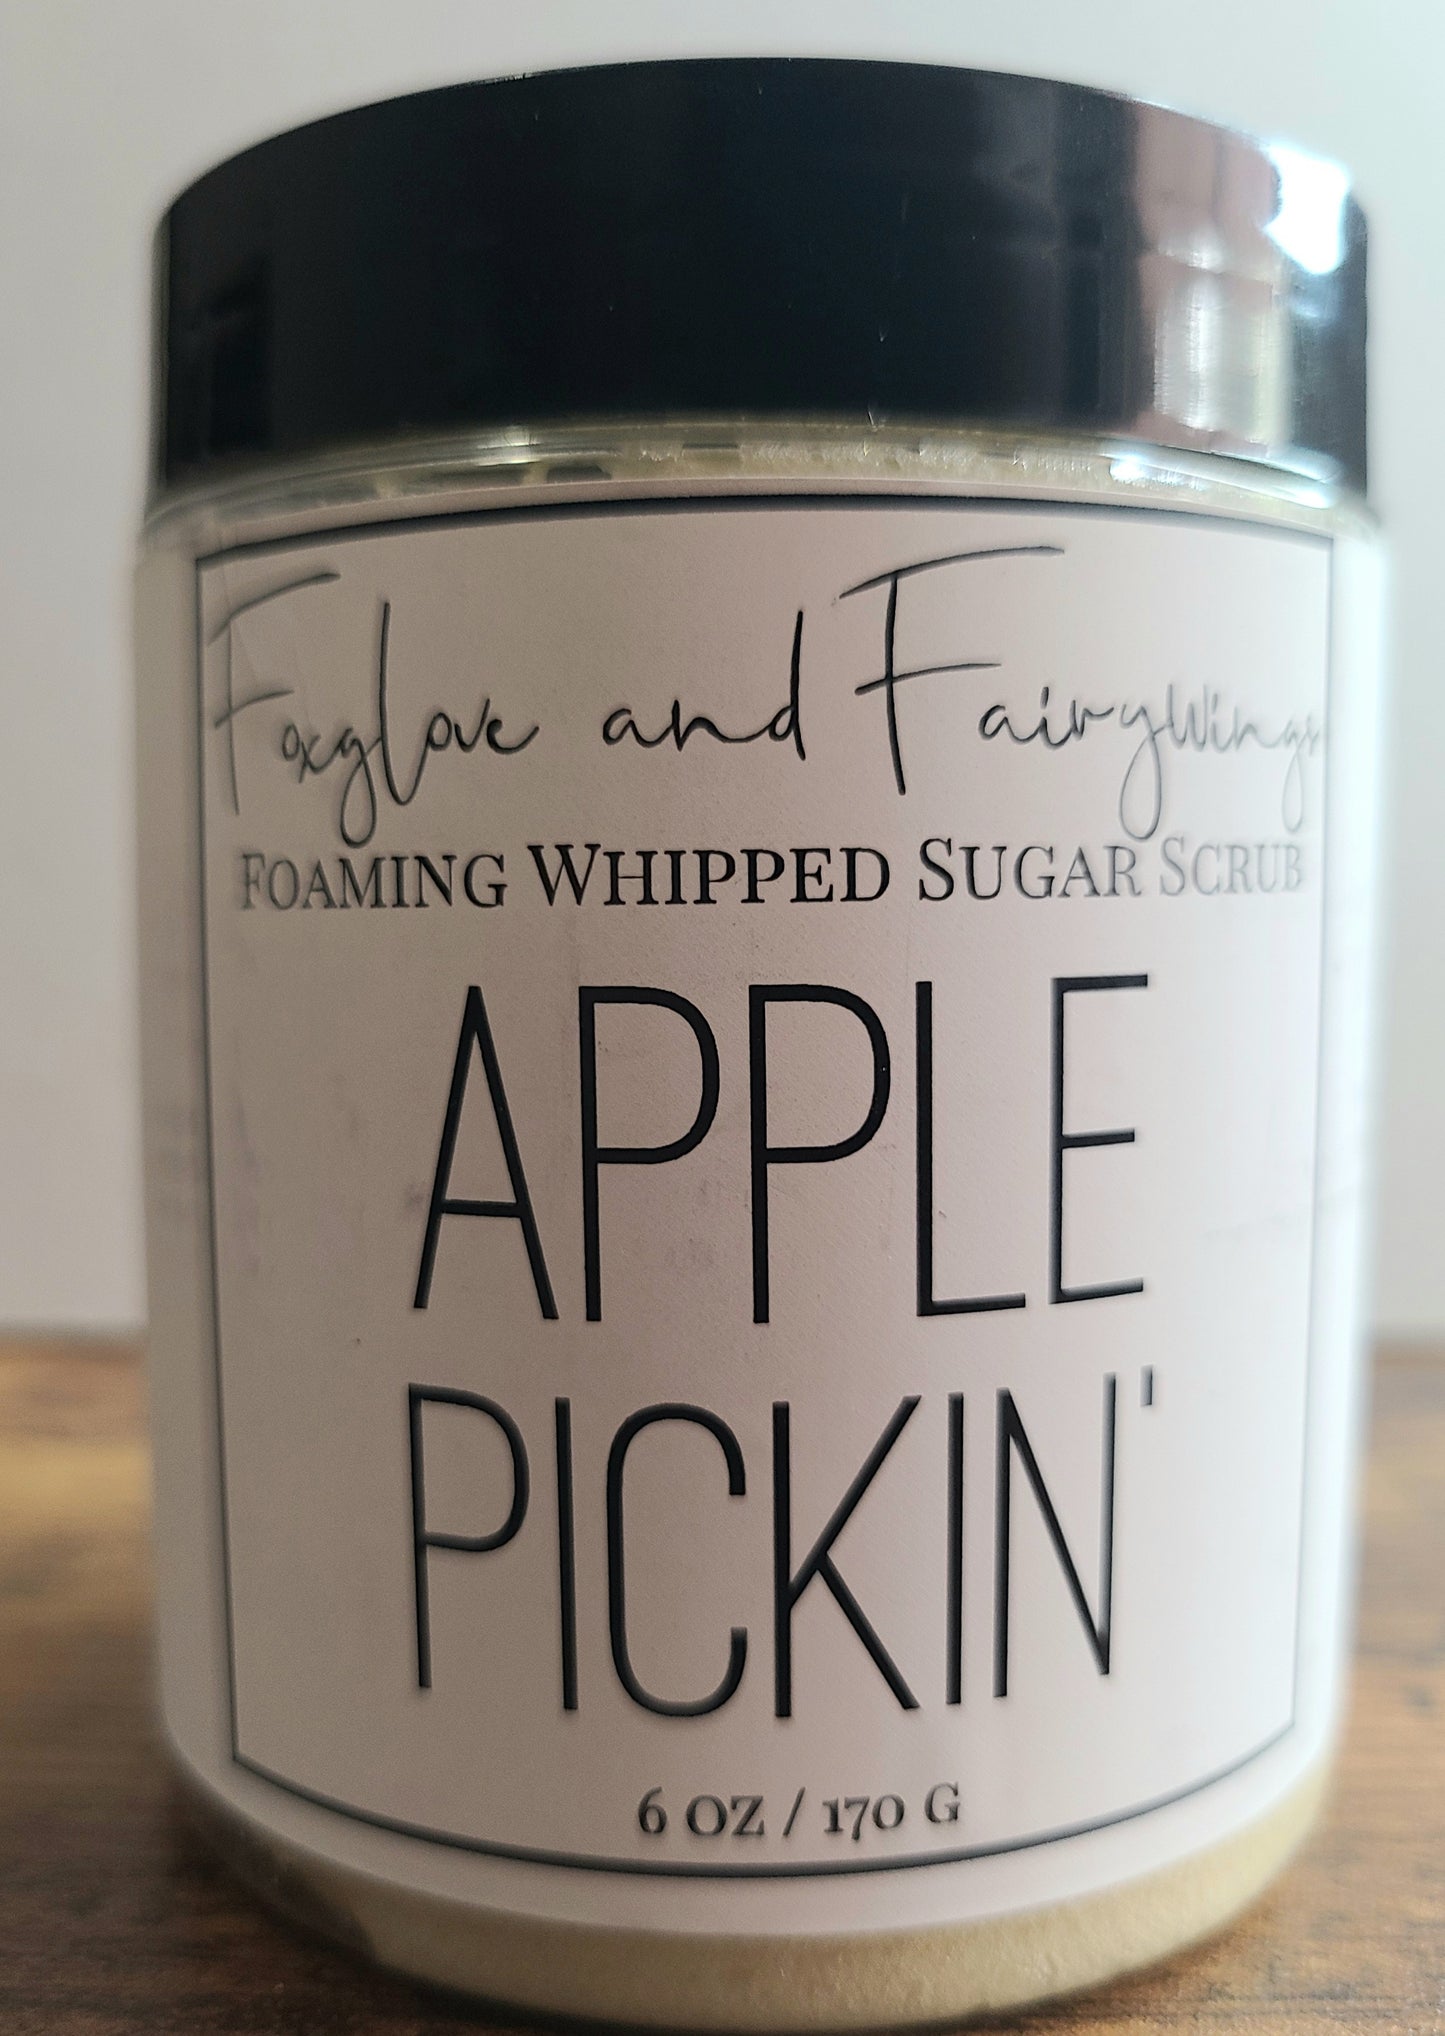 Foxglove and Fairywings
FOAMING WHIPPED SUGAR SCRUB
APPLE
PICKIN'
6 OZ / 170 G